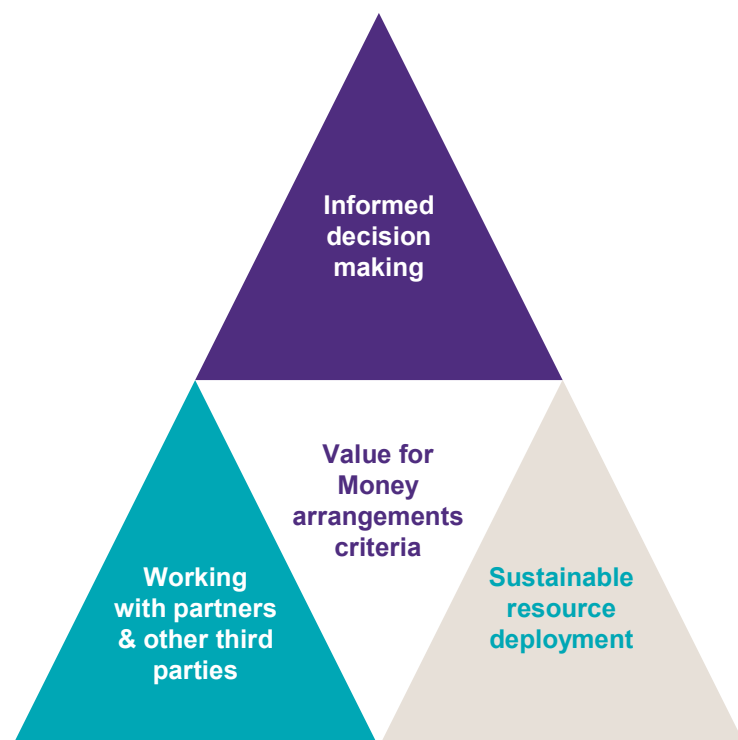 Informed
decision
making
Value for
Money
arrangements
criteria
Working
with partners
& other third
parties
Sustainable
resource
deployment